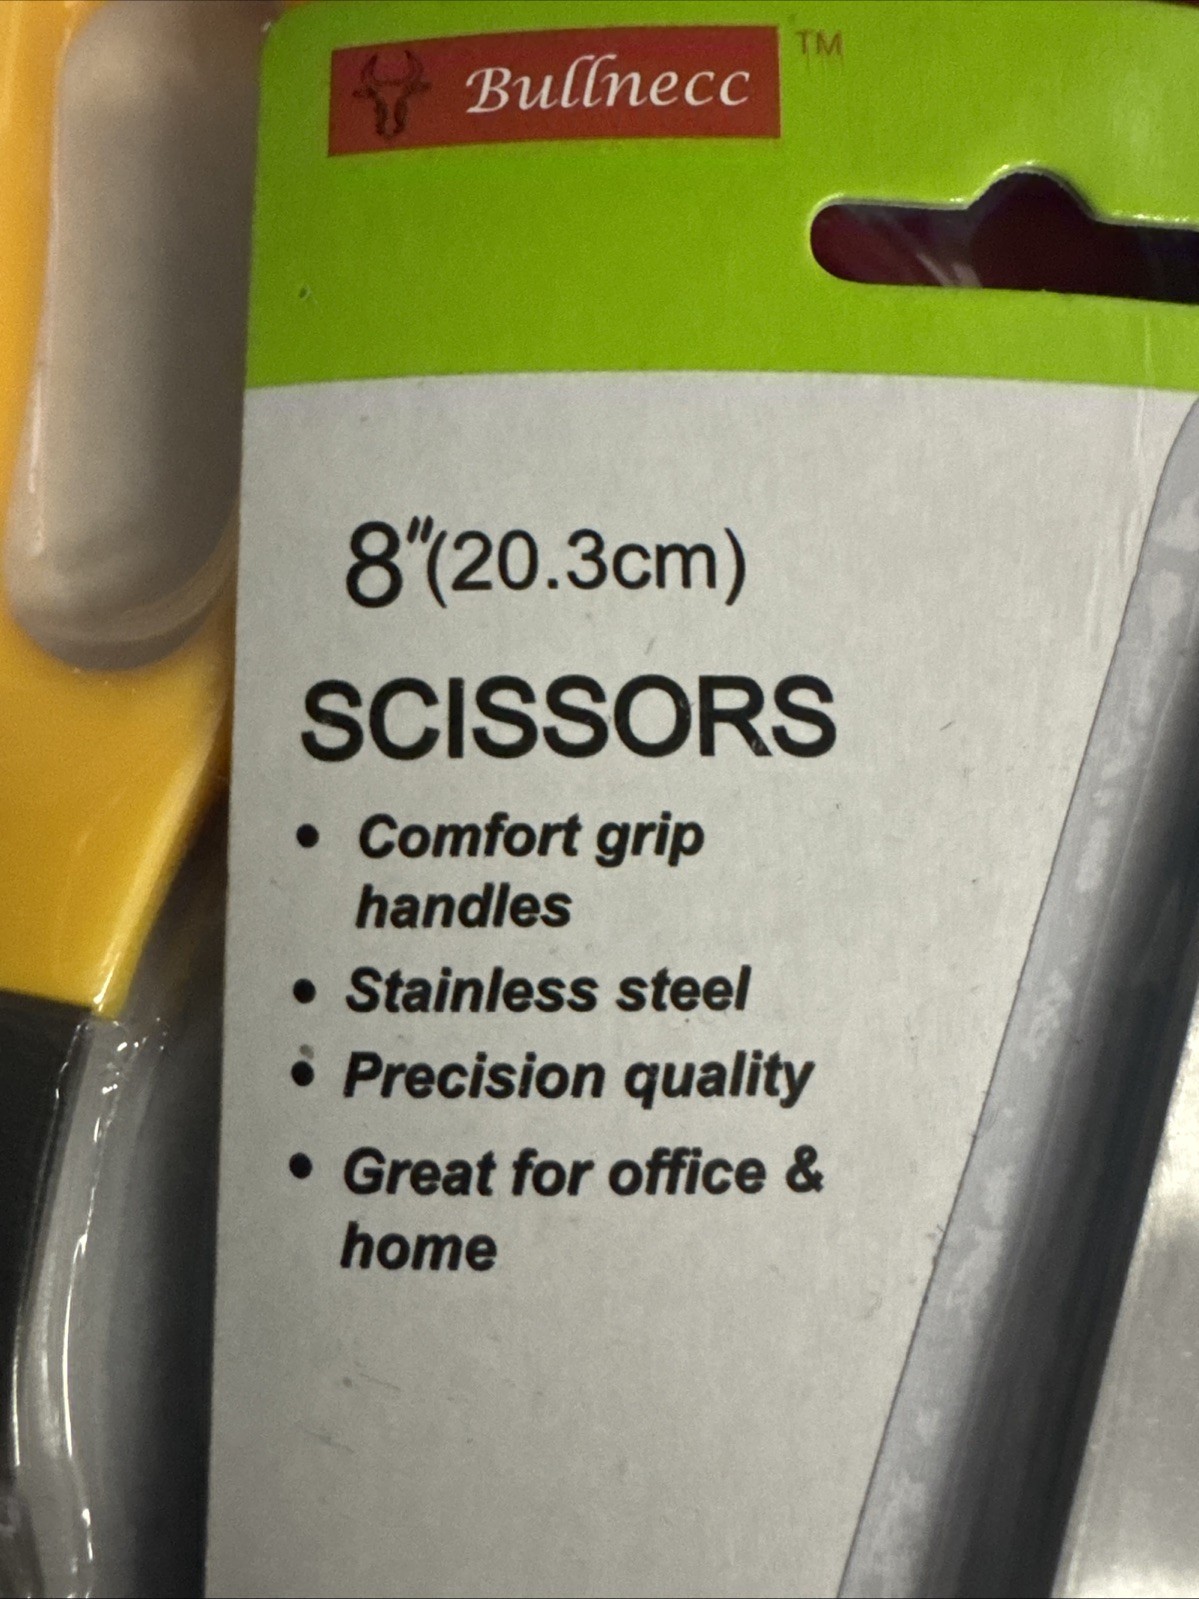 Bullnecc TM
8"(20.3cm)
SCISSORS
• Comfort grip
handles
• Stainless steel
• Precision quality
• Great for office &
home